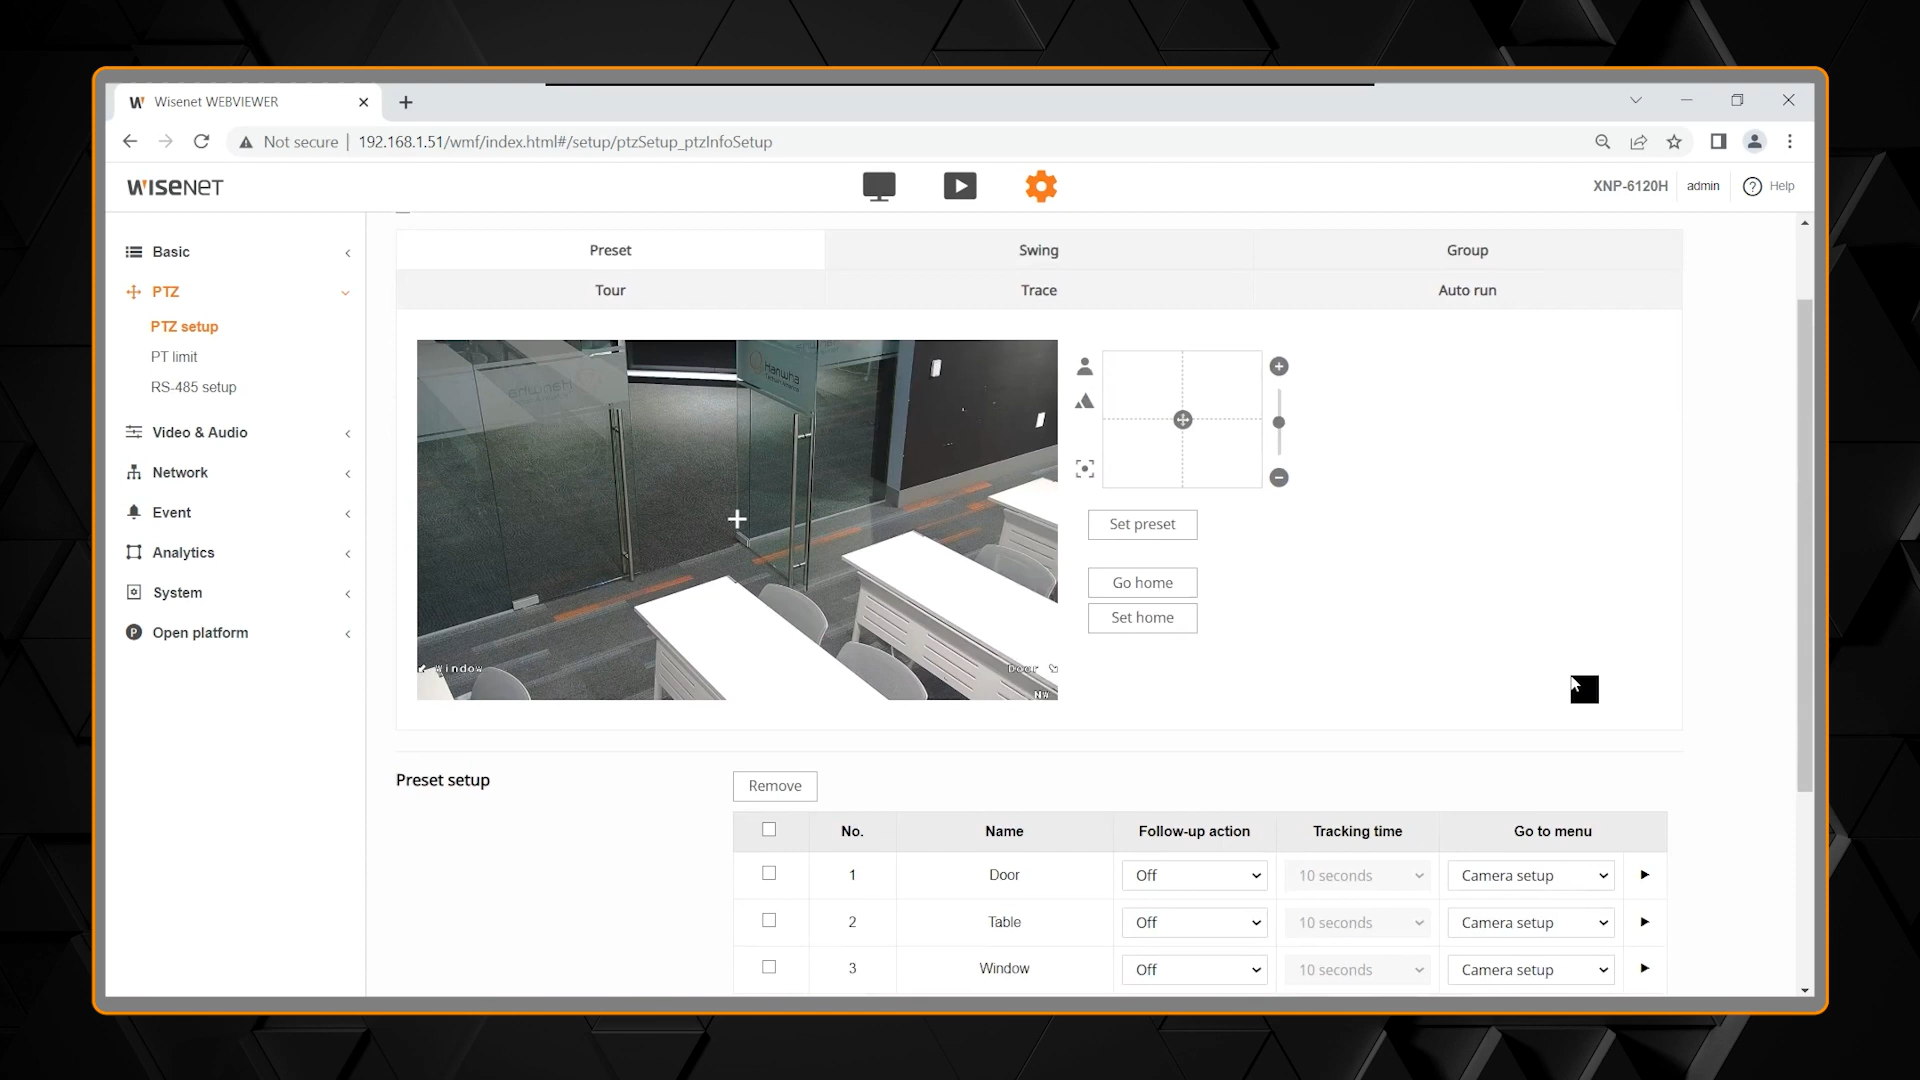 Wisenet WEBVIEWER
Not secure | 192.168.1.51/wmf/index.html#/setup/ptzSetup_ptzInfoSetup
WISENET
XNP-6120H admin Help
Basic
PTZ
PTZ setup
PT limit
RS-485 setup
Video & Audio
Network
Event
Analytics
System
Open platform
Preset Swing Group
Tour Trace Auto run
Hanwha
Window
Door
NW
Set preset
Go home
Set home
Preset setup
Remove
No. Name Follow-up action Tracking time Go to menu
1 Door Off 10 seconds Camera setup
2 Table Off 10 seconds Camera setup
3 Window Off 10 seconds Camera setup